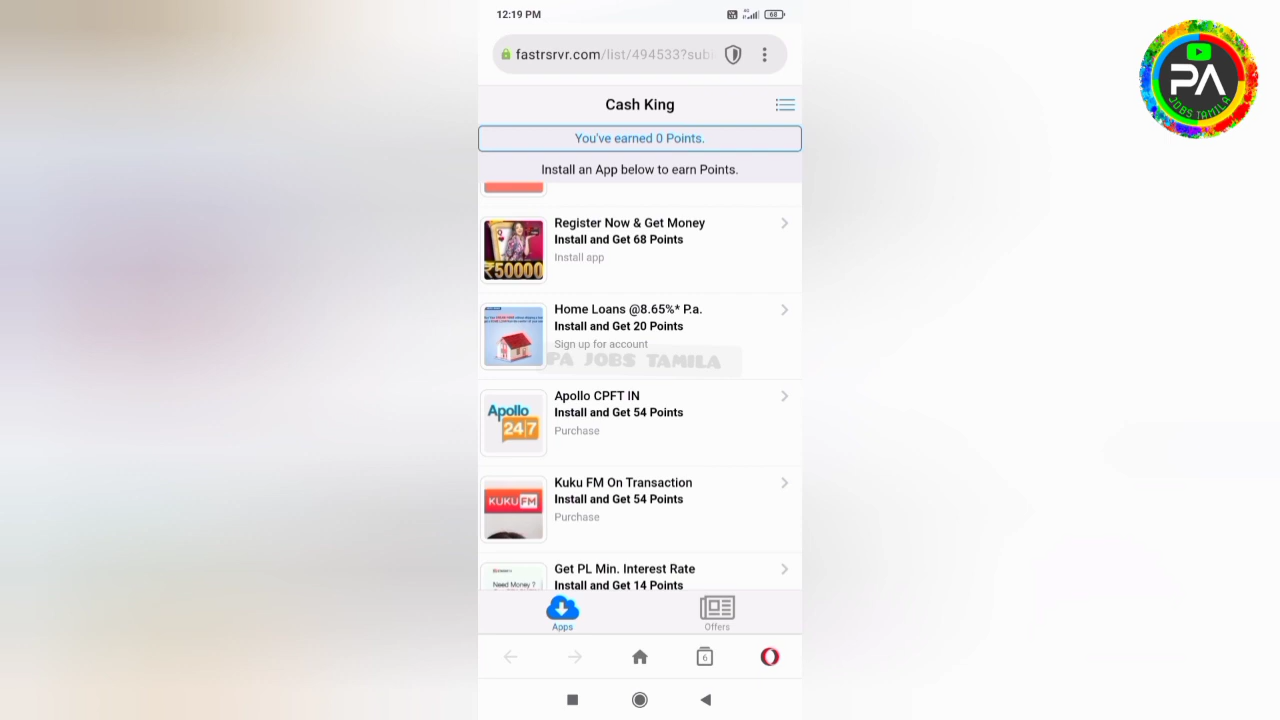 12:19 PM
4G
68
fastrsrvr.com/list/494533?subi
PA
JOBS TAMILA
Cash King
You've earned 0 Points.
Install an App below to earn Points.
Register Now & Get Money
Install and Get 68 Points
Install app
₹50000
Home Loans @8.65%* P.a.
Install and Get 20 Points
Sign up for account
PA JOBS TAMILA
Apollo CPFT IN
Install and Get 54 Points
Purchase
Apollo
24|7
Kuku FM On Transaction
Install and Get 54 Points
Purchase
KUKU FM
Get PL Min. Interest Rate
Install and Get 14 Points
Need Money ?
Apps
Offers
6